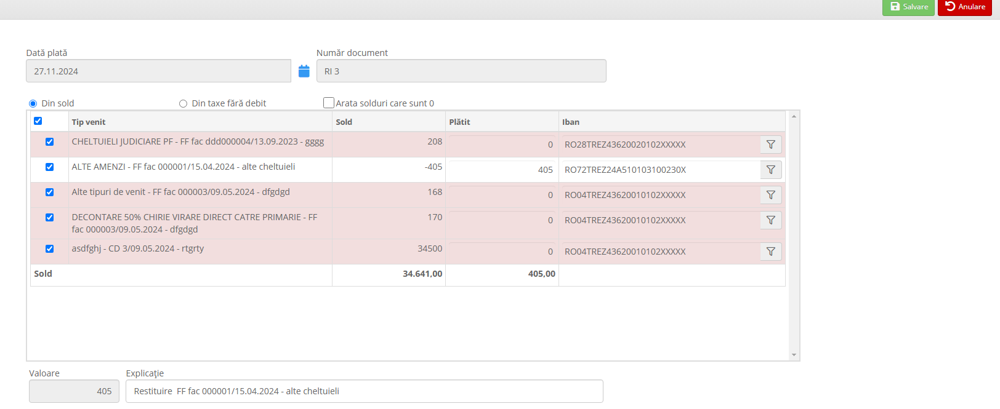 Salvare Anulare
Dată plată Număr document
27.11.2024 RI 3
Din sold Din taxe fără debit Arata solduri care sunt 0
Tip venit Sold Plătit Iban
CHELTUIELI JUDICIARE PF - FF fac ddd000004/13.09.2023 - gggg 208 0 RO28TREZ43620020102XXXXX
ALTE AMENZI - FF fac 000001/15.04.2024 - alte cheltuieli -405 405 RO72TREZ24A510103100230X
Alte tipuri de venit - FF fac 000003/09.05.2024 - dfgdgd 168 0 RO04TREZ43620010102XXXXX
DECONTARE 50% CHIRIE VIRARE DIRECT CATRE PRIMARIE - FF 170 0 RO04TREZ43620010102XXXXX
fac 000003/09.05.2024 - dfgdgd
asdfghj - CD 3/09.05.2024 - rtgrty 34500 0 RO04TREZ43620010102XXXXX
Sold 34.641,00 405,00
Valoare Explicaţie
405 Restituire  FF fac 000001/15.04.2024 - alte cheltuieli